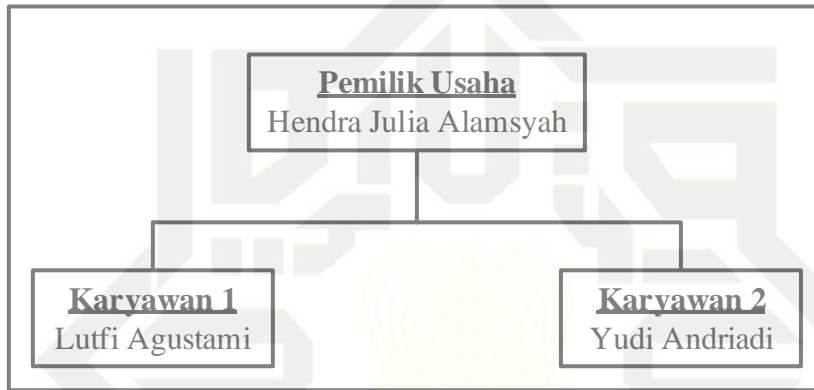 Pemilik Usaha
Hendra Julia Alamsyah
Karyawan 1
Lutfi Agustami
Karyawan 2
Yudi Andriadi